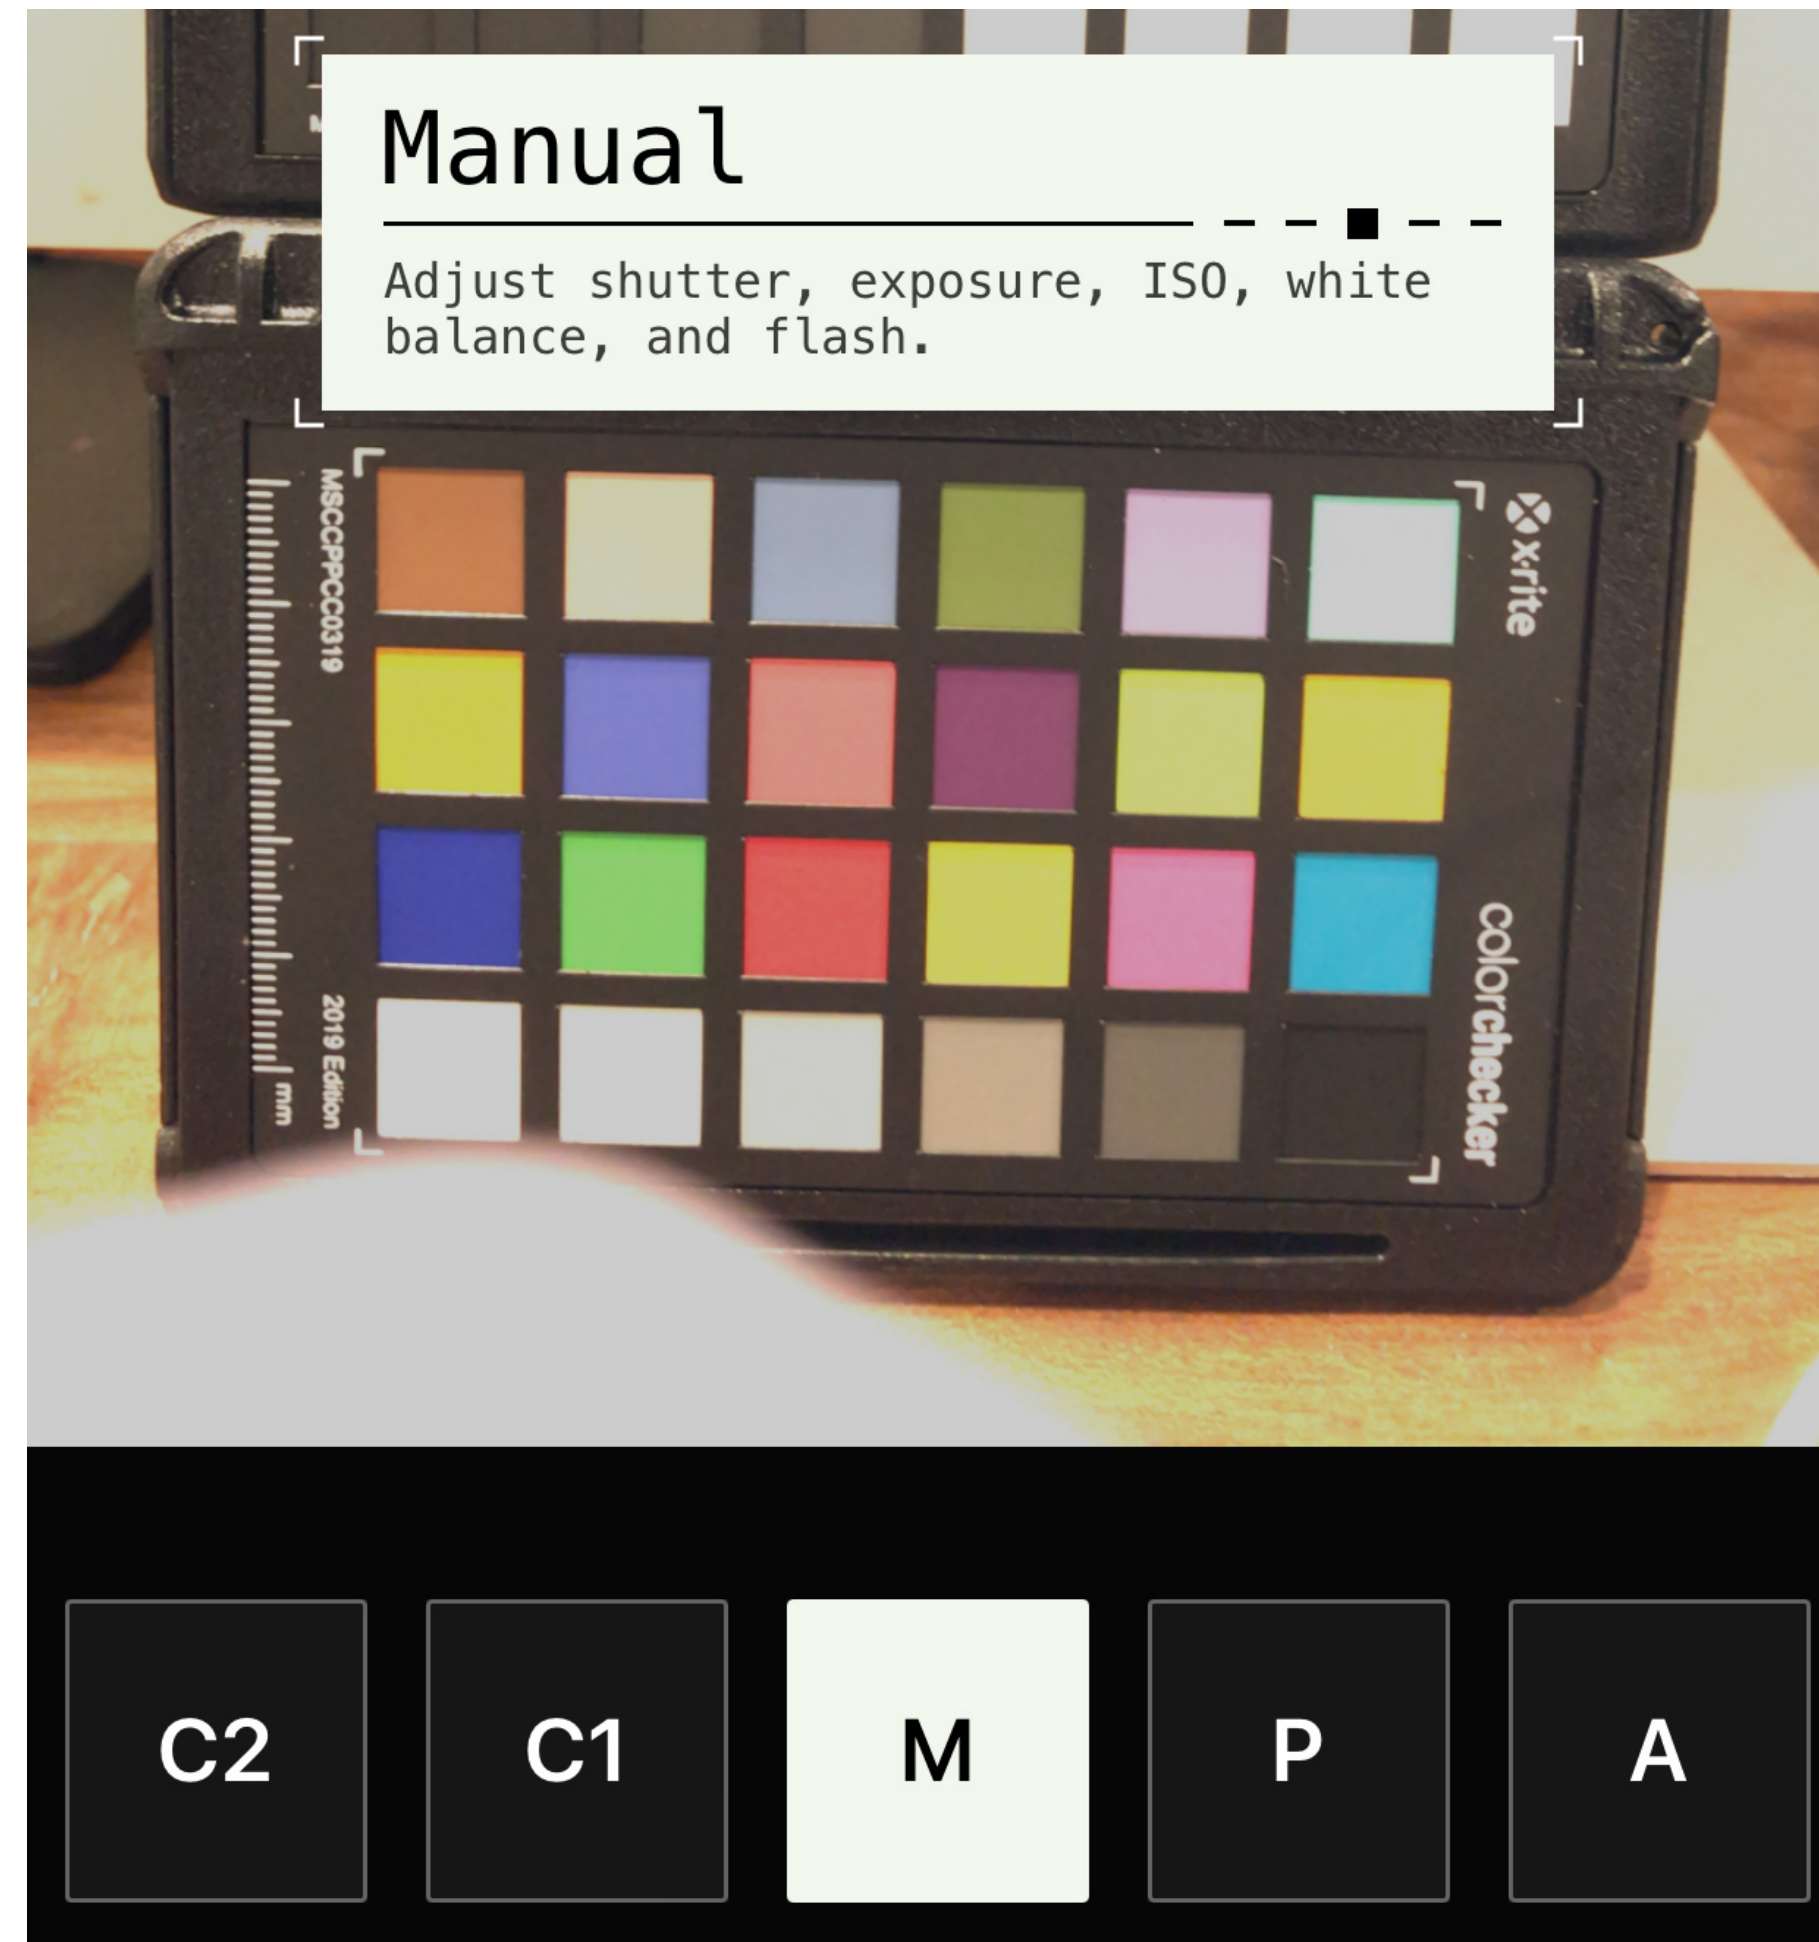 Manual
Adjust shutter, exposure, ISO, white
balance, and flash.
MSCCPPCC0319
x·rite
colorchecker
2019 Edition
mm
C2
C1
M
P
A